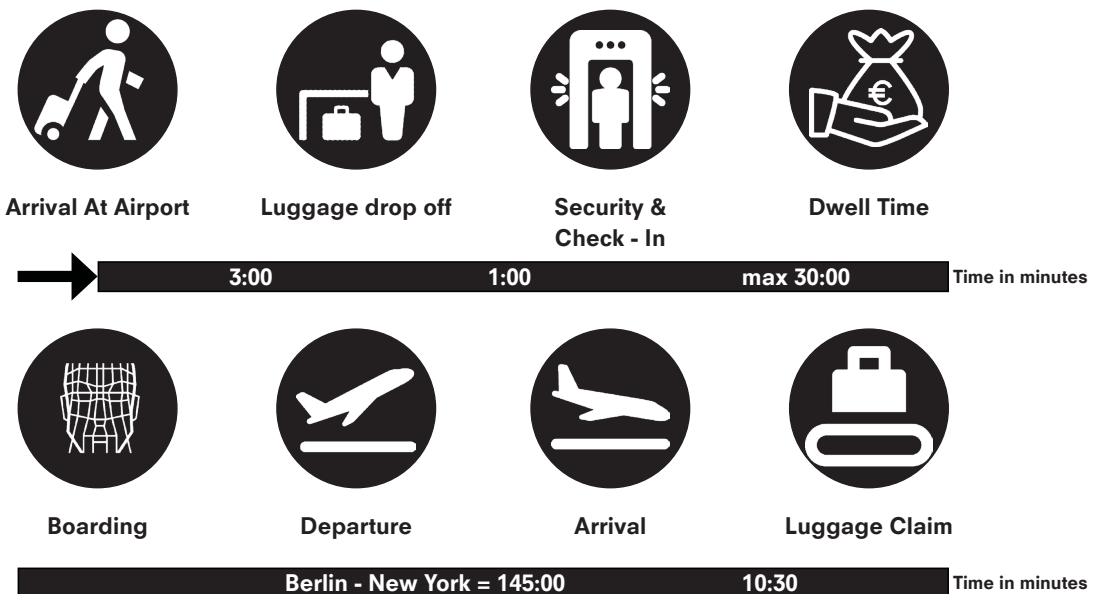 €
Arrival At Airport
Luggage drop off
Security &
Check - In
Dwell Time
3:00
1:00
max 30:00
Time in minutes
Boarding
Departure
Arrival
Luggage Claim
Berlin - New York = 145:00
10:30
Time in minutes